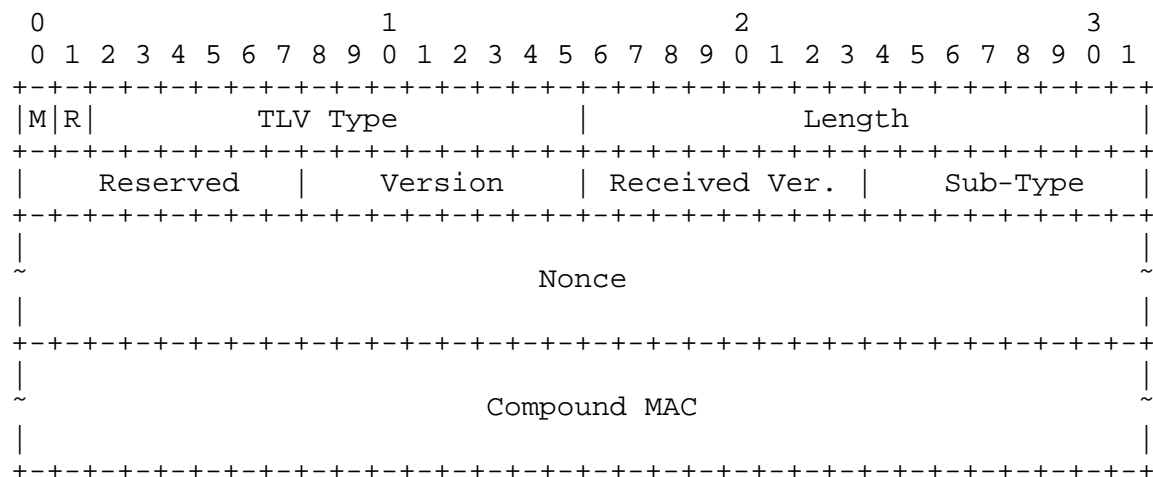 0                   1                   2                   3
 0 1 2 3 4 5 6 7 8 9 0 1 2 3 4 5 6 7 8 9 0 1 2 3 4 5 6 7 8 9 0 1
+-+-+-+-+-+-+-+-+-+-+-+-+-+-+-+-+-+-+-+-+-+-+-+-+-+-+-+-+-+-+-+-+
|M|R|         TLV Type          |            Length             |
+-+-+-+-+-+-+-+-+-+-+-+-+-+-+-+-+-+-+-+-+-+-+-+-+-+-+-+-+-+-+-+-+
|    Reserved   |    Version    | Received Ver. |    Sub-Type   |
+-+-+-+-+-+-+-+-+-+-+-+-+-+-+-+-+-+-+-+-+-+-+-+-+-+-+-+-+-+-+-+-+
|                                                               |
~                             Nonce                             ~
|                                                               |
+-+-+-+-+-+-+-+-+-+-+-+-+-+-+-+-+-+-+-+-+-+-+-+-+-+-+-+-+-+-+-+-+
|                                                               |
~                          Compound MAC                         ~
|                                                               |
+-+-+-+-+-+-+-+-+-+-+-+-+-+-+-+-+-+-+-+-+-+-+-+-+-+-+-+-+-+-+-+-+